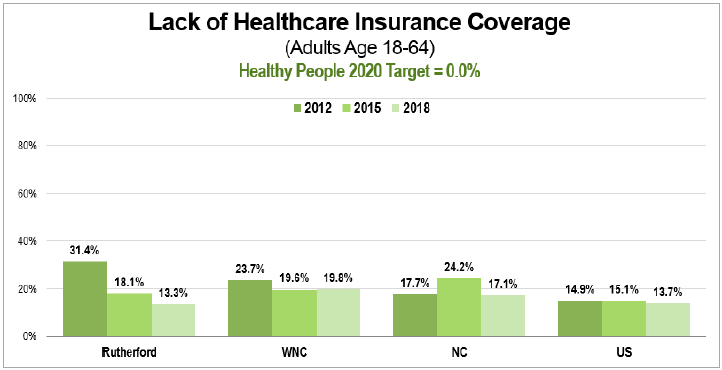 Lack of Healthcare Insurance Coverage
(Adults Age 18-64)
Healthy People 2020 Target = 0.0%
100%
2012 2015 2018
80%
60%
40%
31.4%
23.7%
24.2%
18.1%
19.6% 19.8%
17.7%
17.1%
20%
13.3%
14.9% 15.1% 13.7%
0%
Rutherford WNC NC US